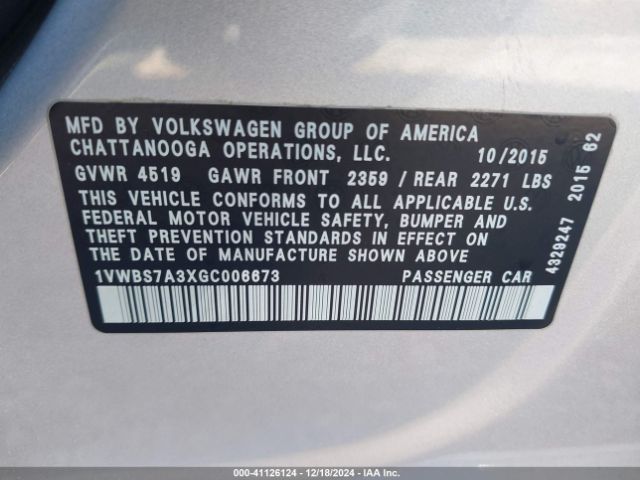 MFD BY VOLKSWAGEN GROUP OF AMERICA
CHATTANOOGA OPERATIONS, LLC. 10/2015
GVWR 4519 GAWR FRONT 2359 / REAR 2271 LBS
THIS VEHICLE CONFORMS TO ALL APPLICABLE U.S.
FEDERAL MOTOR VEHICLE SAFETY, BUMPER AND
THEFT PREVENTION STANDARDS IN EFFECT ON
THE DATE OF MANUFACTURE SHOWN ABOVE
1VWBS7A3XGC006673 PASSENGER CAR
4329247 2015 62
000-41126124 | 12/18/2024 - IAA Inc.